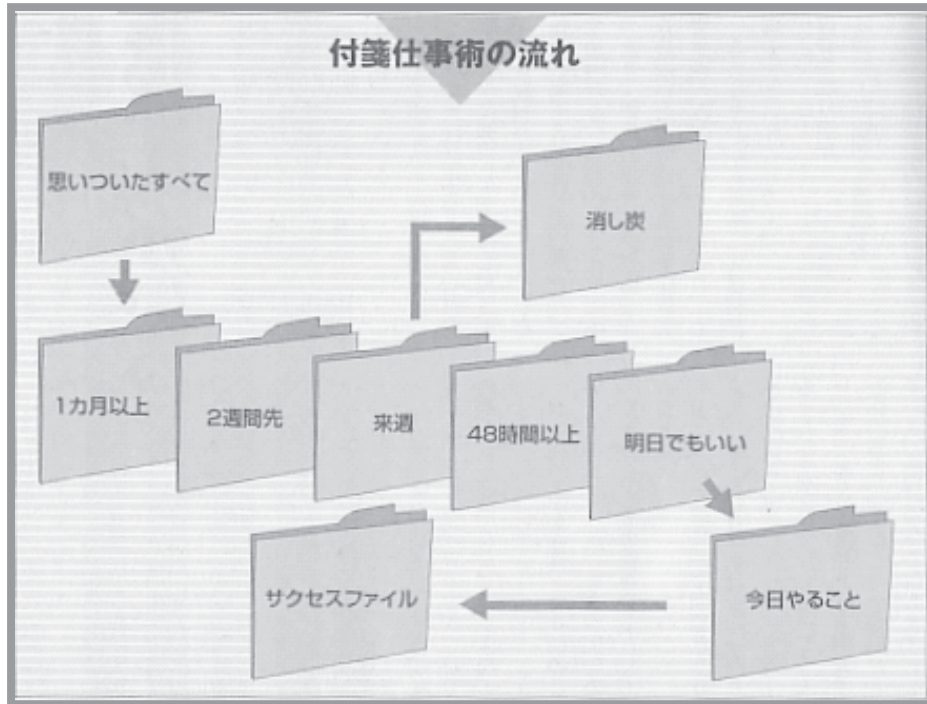 付箋仕事術の流れ
思いついたすべて
消し炭
1カ月以上
2週間先
来週
48時間以上
明日でもいい
サクセスファイル
今日やること